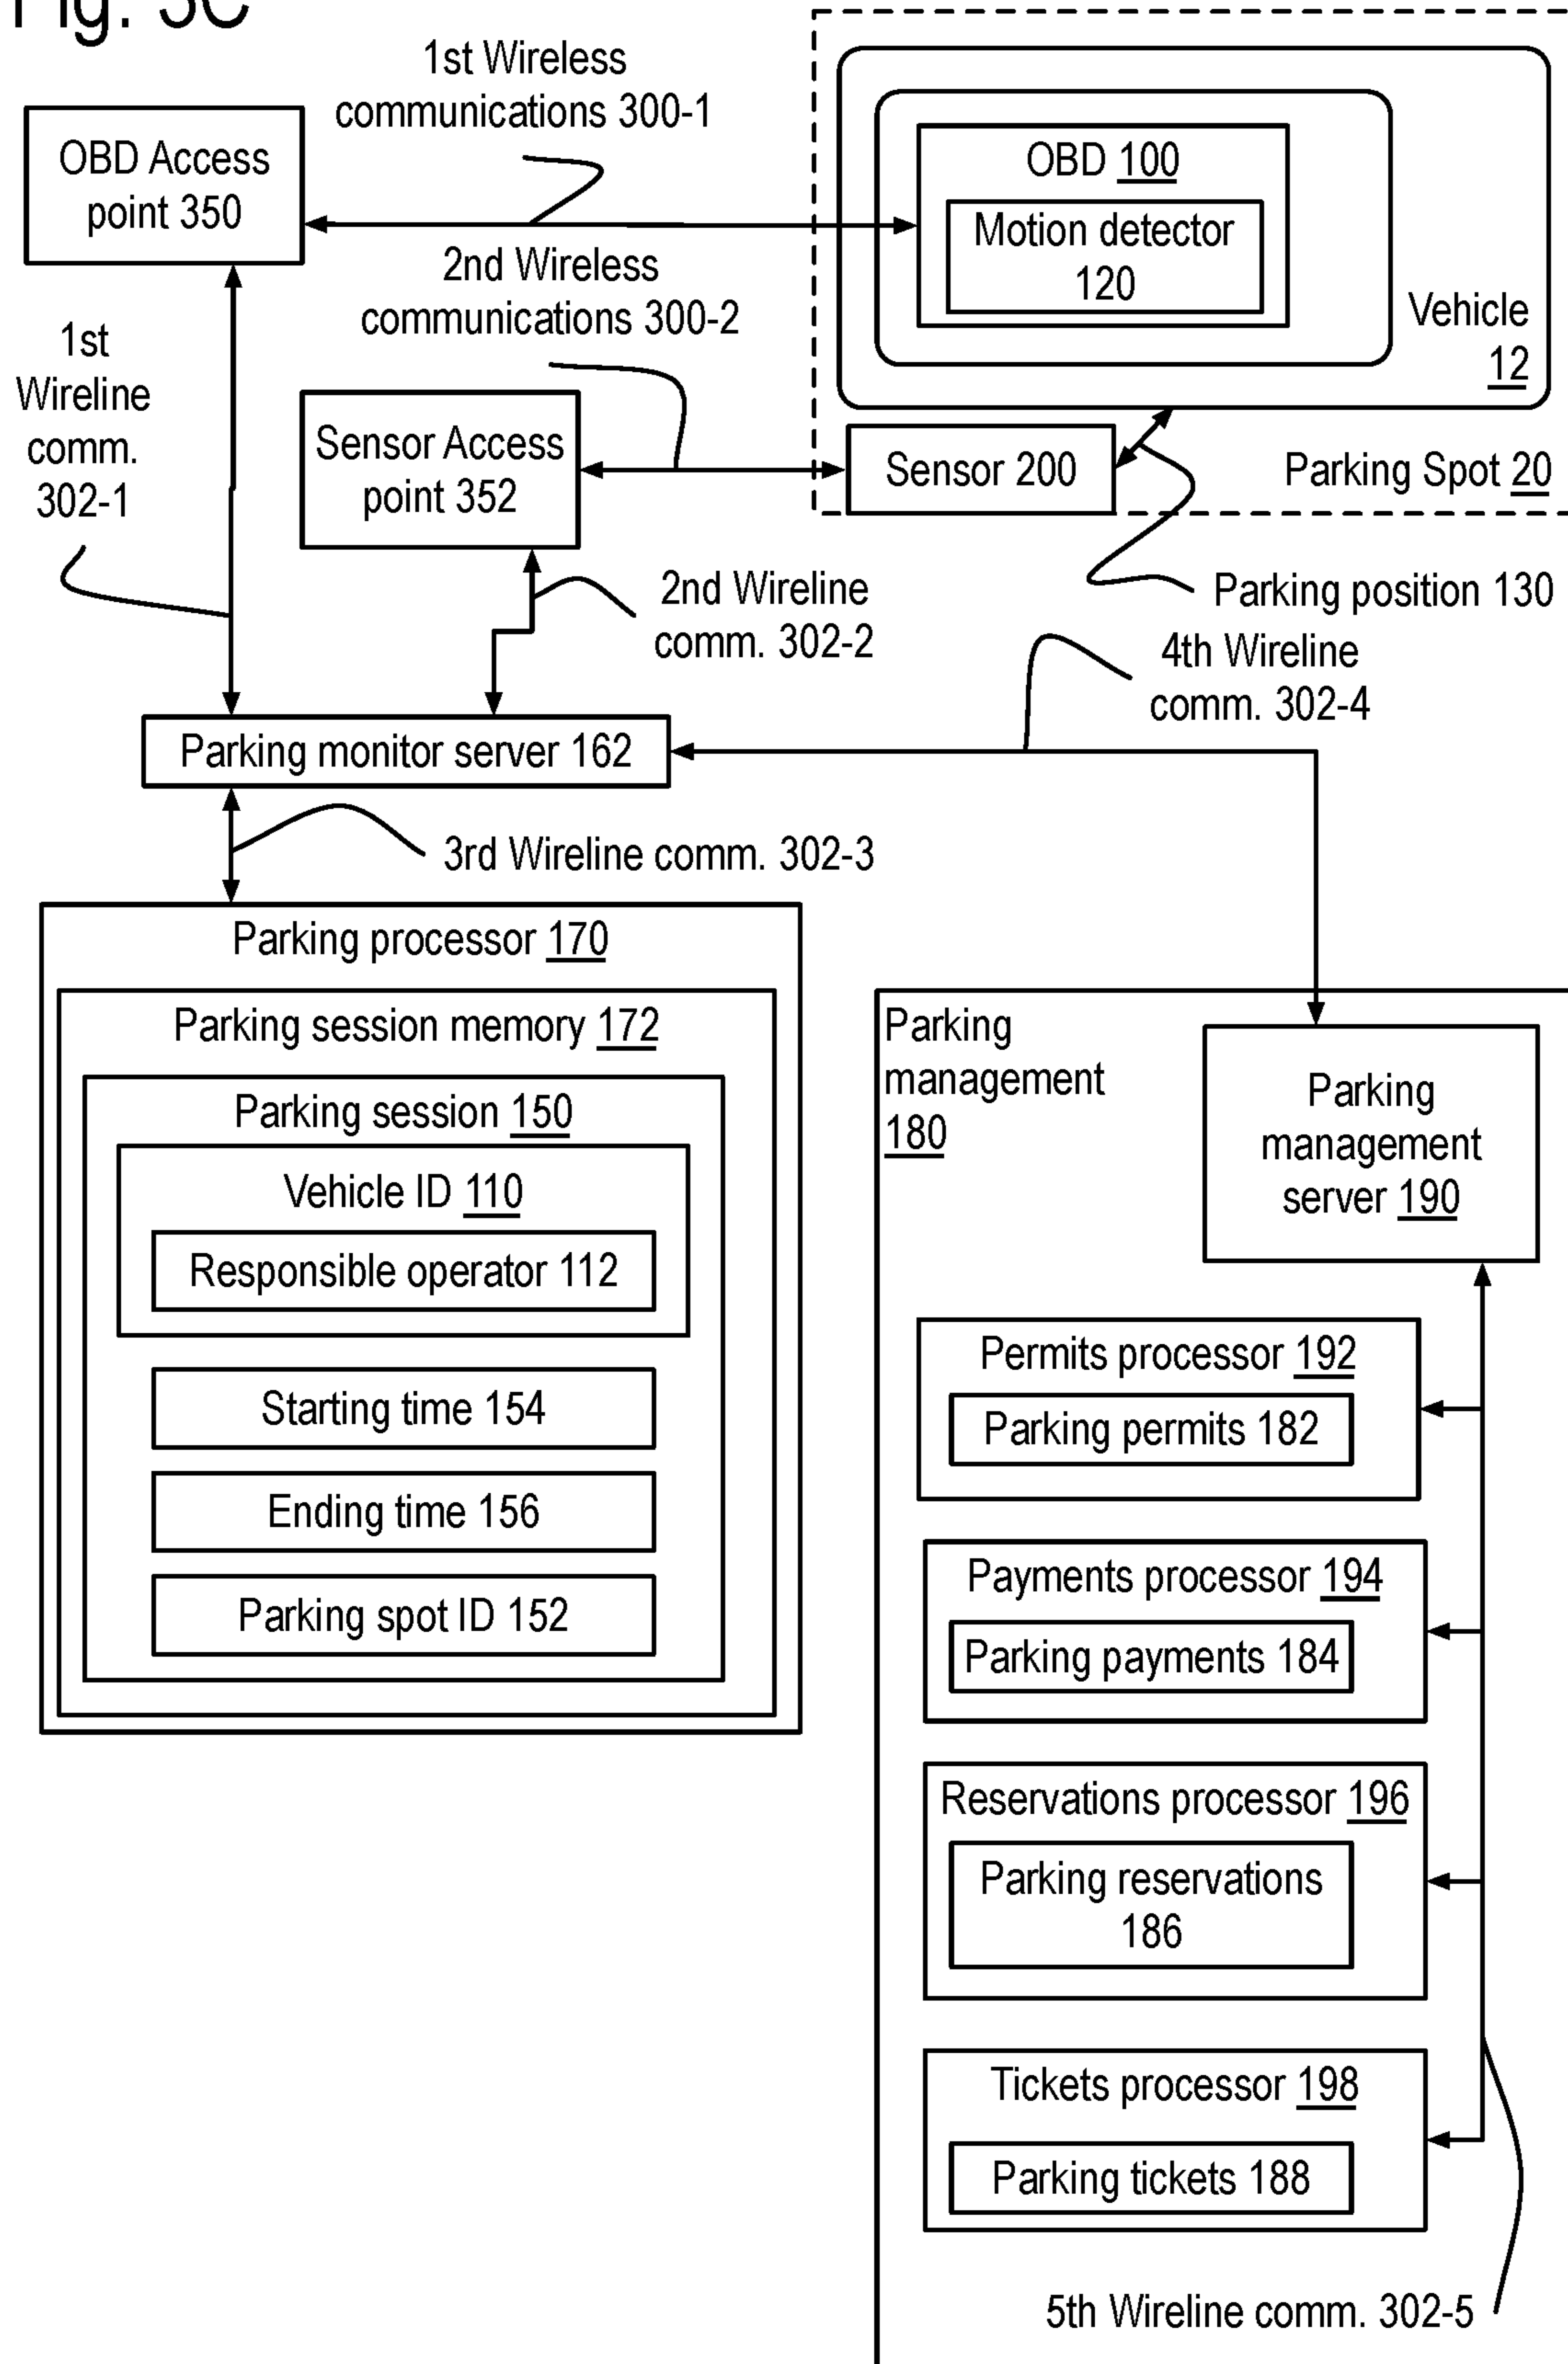 Fig. 3C
1st Wireless
communications 300-1
OBD Access
point 350
OBD 100
Motion detector
120
Vehicle
12
2nd Wireless
communications 300-2
1st
Wireline
comm.
302-1
Sensor Access
point 352
Sensor 200
Parking Spot 20
Parking position 130
2nd Wireline
comm. 302-2
4th Wireline
comm. 302-4
Parking monitor server 162
3rd Wireline comm. 302-3
Parking processor 170
Parking session memory 172
Parking session 150
Vehicle ID 110
Responsible operator 112
Starting time 154
Ending time 156
Parking spot ID 152
Parking
management
180
Parking
management
server 190
Permits processor 192
Parking permits 182
Payments processor 194
Parking payments 184
Reservations processor 196
Parking reservations
186
Tickets processor 198
Parking tickets 188
5th Wireline comm. 302-5